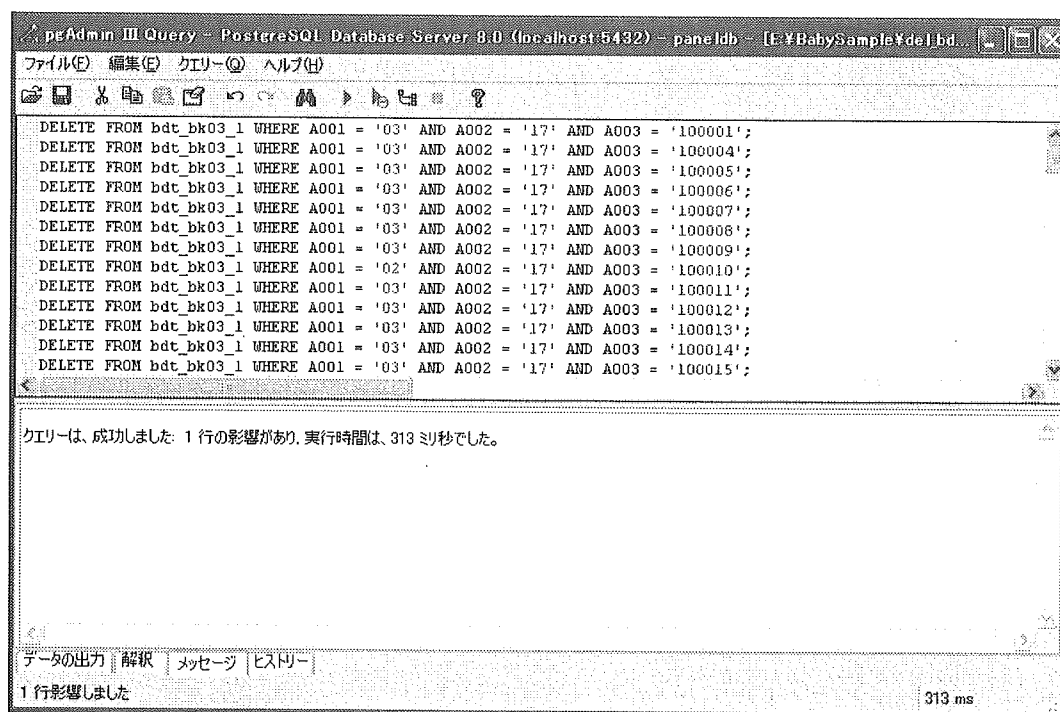 pgAdmin III Query - PostgreSQL Database Server 8.0 (localhost:5432) - paneldb - [E:¥BabySample¥del_bd...
ファイル(F) 編集(E) クエリー(Q) ヘルプ(H)
DELETE FROM bdt_bk03_1 WHERE A001 = '03' AND A002 = '17' AND A003 = '100001';
DELETE FROM bdt_bk03_1 WHERE A001 = '03' AND A002 = '17' AND A003 = '100004';
DELETE FROM bdt_bk03_1 WHERE A001 = '03' AND A002 = '17' AND A003 = '100005';
DELETE FROM bdt_bk03_1 WHERE A001 = '03' AND A002 = '17' AND A003 = '100006';
DELETE FROM bdt_bk03_1 WHERE A001 = '03' AND A002 = '17' AND A003 = '100007';
DELETE FROM bdt_bk03_1 WHERE A001 = '03' AND A002 = '17' AND A003 = '100008';
DELETE FROM bdt_bk03_1 WHERE A001 = '03' AND A002 = '17' AND A003 = '100009';
DELETE FROM bdt_bk03_1 WHERE A001 = '02' AND A002 = '17' AND A003 = '100010';
DELETE FROM bdt_bk03_1 WHERE A001 = '03' AND A002 = '17' AND A003 = '100011';
DELETE FROM bdt_bk03_1 WHERE A001 = '03' AND A002 = '17' AND A003 = '100012';
DELETE FROM bdt_bk03_1 WHERE A001 = '03' AND A002 = '17' AND A003 = '100013';
DELETE FROM bdt_bk03_1 WHERE A001 = '03' AND A002 = '17' AND A003 = '100014';
DELETE FROM bdt_bk03_1 WHERE A001 = '03' AND A002 = '17' AND A003 = '100015';
クエリーは、成功しました: 1 行の影響があり, 実行時間は、313 ミリ秒でした。
データの出力 解釈 メッセージ ヒストリー
1 行影響しました 313 ms